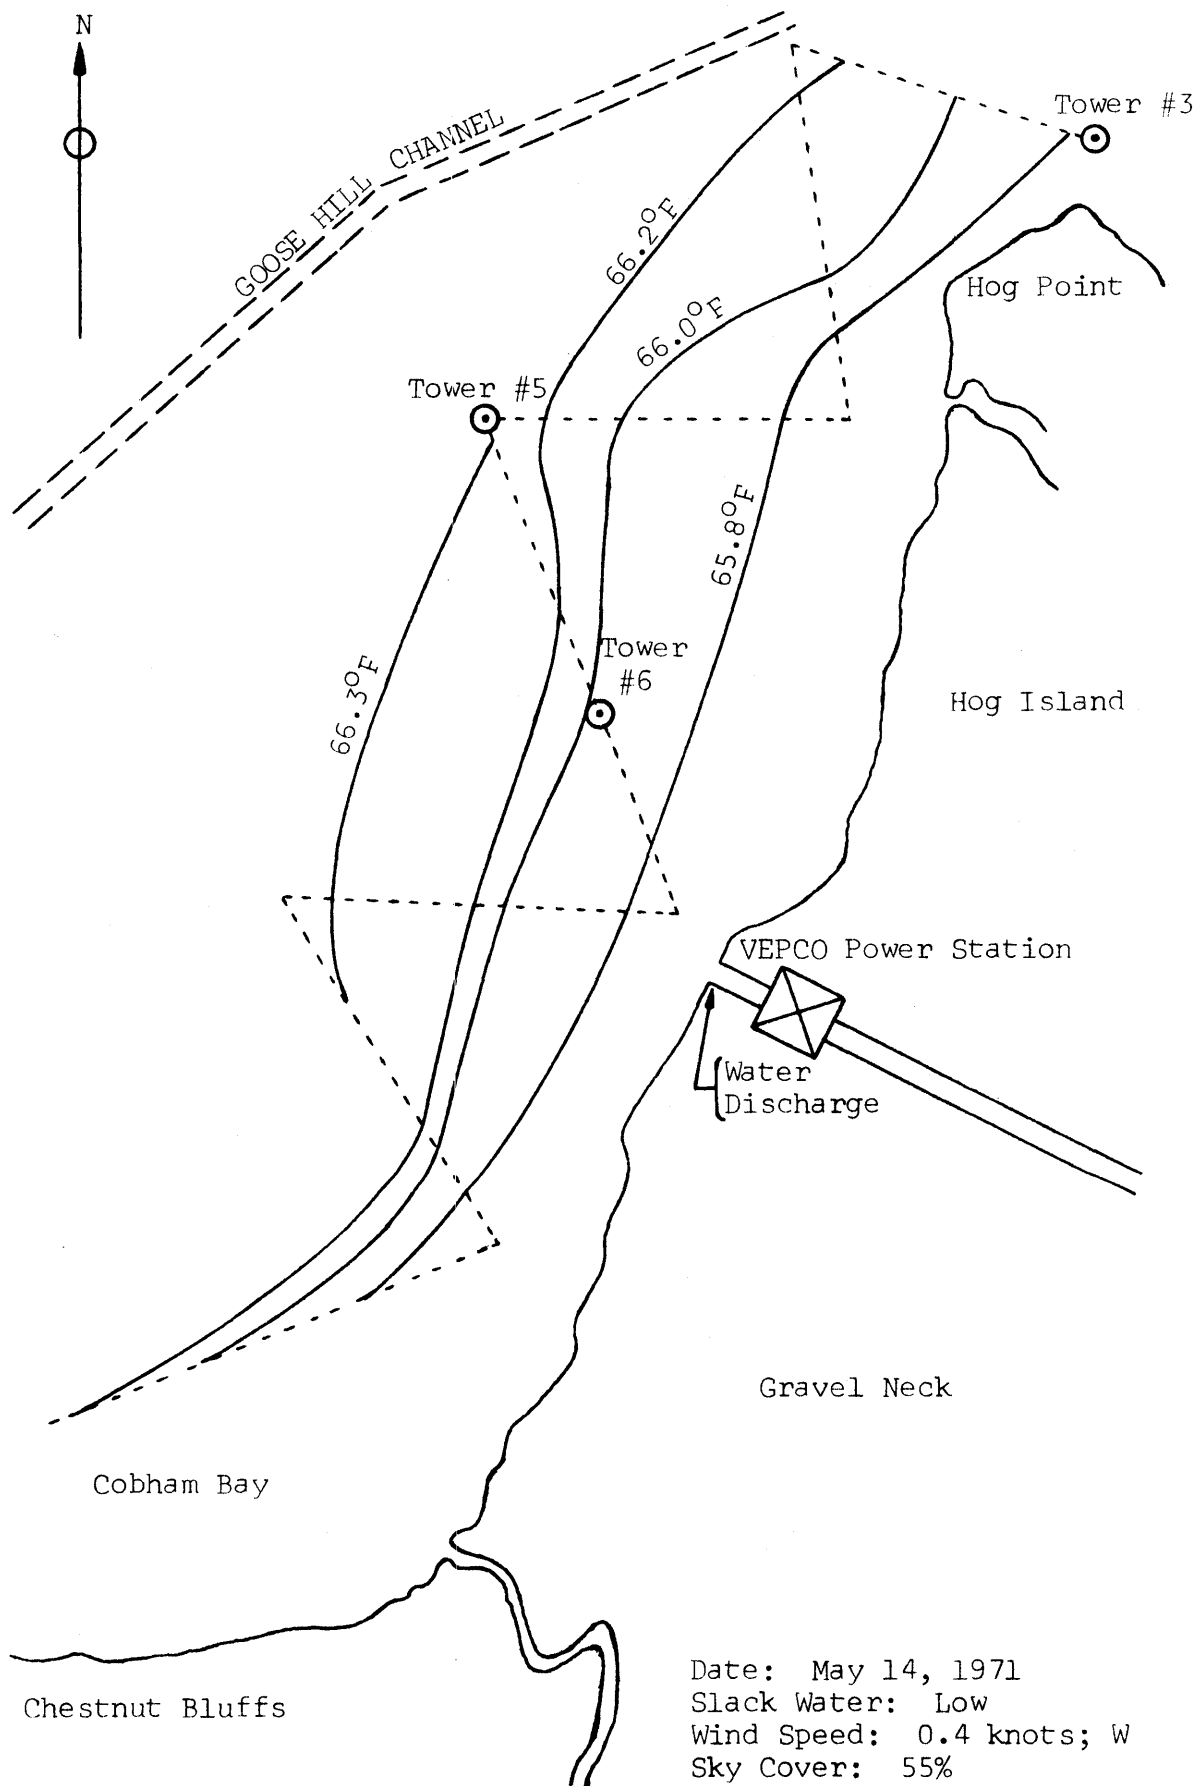 N
Tower #3
GOOSE HILL CHANNEL
66.2°F
Hog Point
66.0°F
Tower #5
65.8°F
Tower
#6
66.3°F
Hog Island
VEPCO Power Station
Water
Discharge
Gravel Neck
Cobham Bay
Chestnut Bluffs
Date: May 14, 1971
Slack Water: Low
Wind Speed: 0.4 knots; W
Sky Cover: 55%